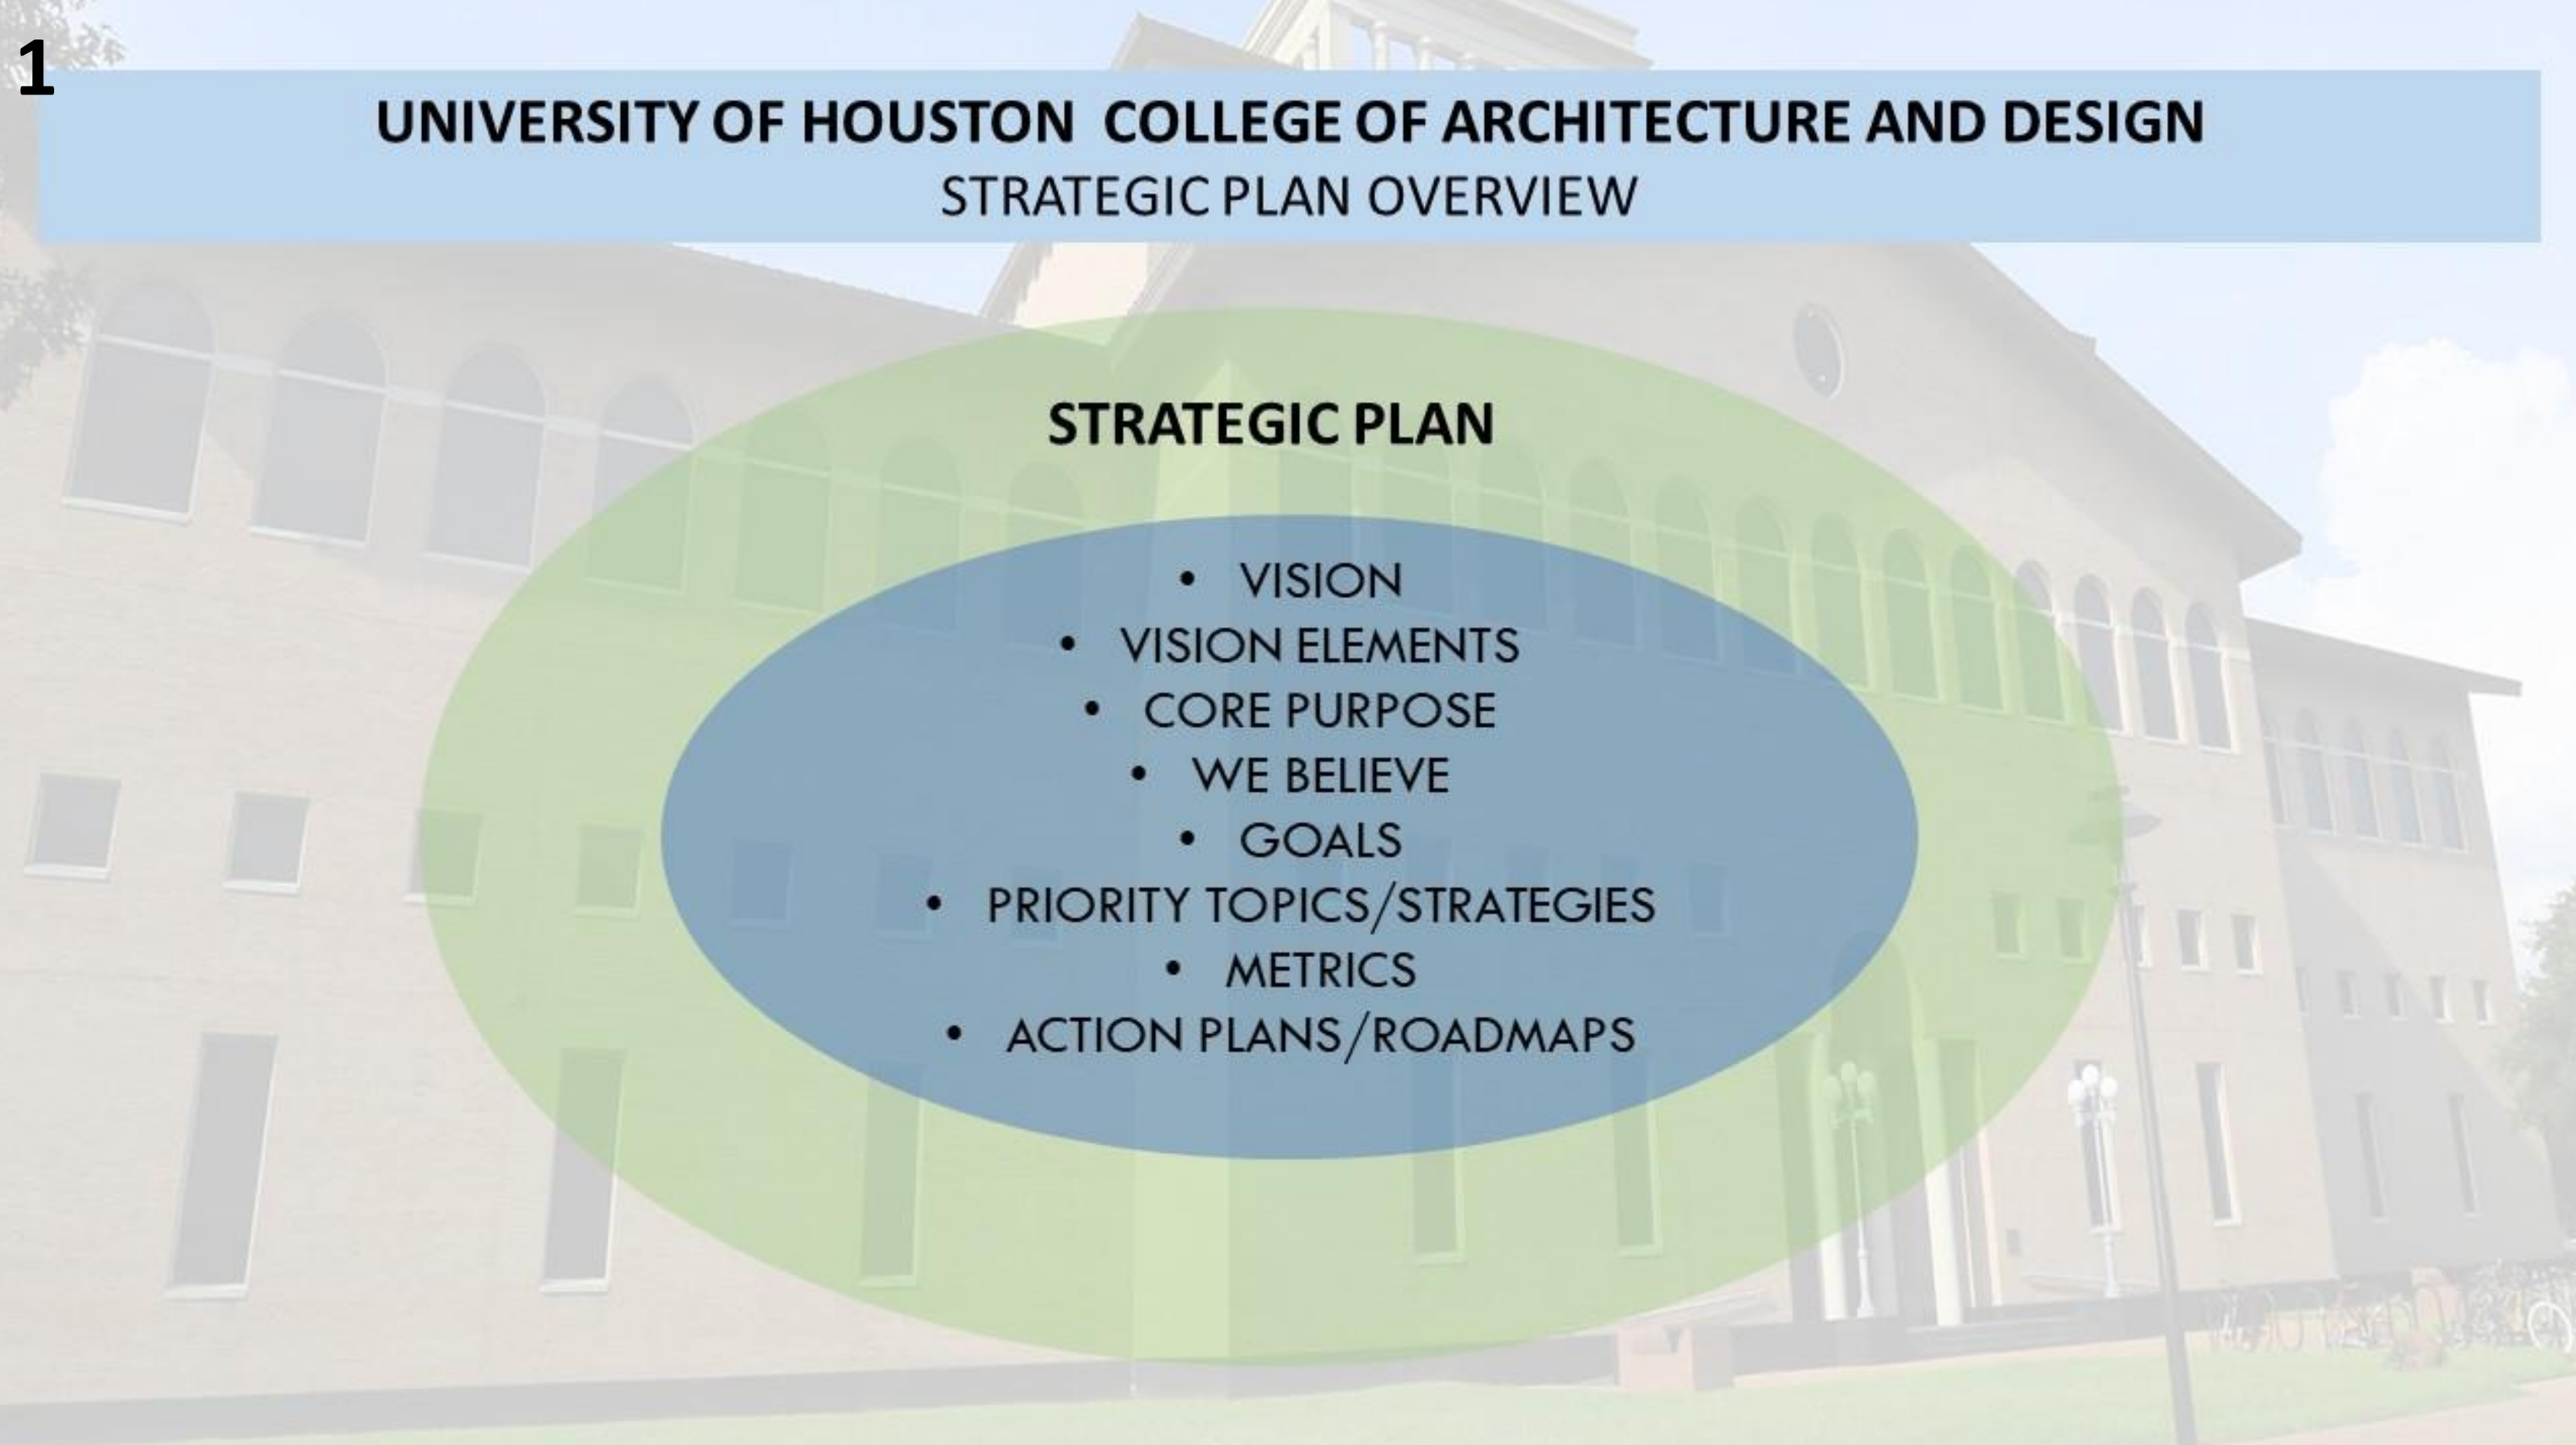 1
UNIVERSITY OF HOUSTON COLLEGE OF ARCHITECTURE AND DESIGN
STRATEGIC PLAN OVERVIEW
STRATEGIC PLAN
• VISION
• VISION ELEMENTS
• CORE PURPOSE
• WE BELIEVE
• GOALS
• PRIORITY TOPICS/STRATEGIES
• METRICS
• ACTION PLANS/ROADMAPS